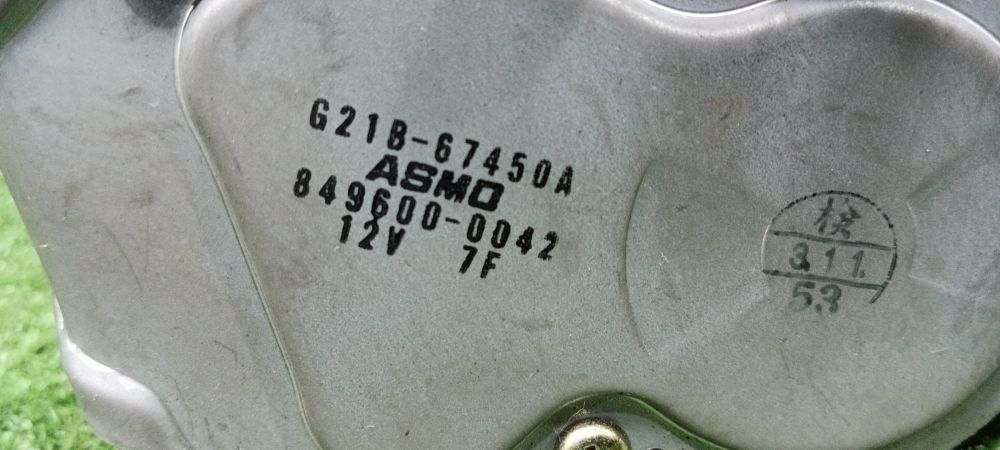 G21B-67450A
ASMO
849600-0042
12V 7F
検
3.11.
53